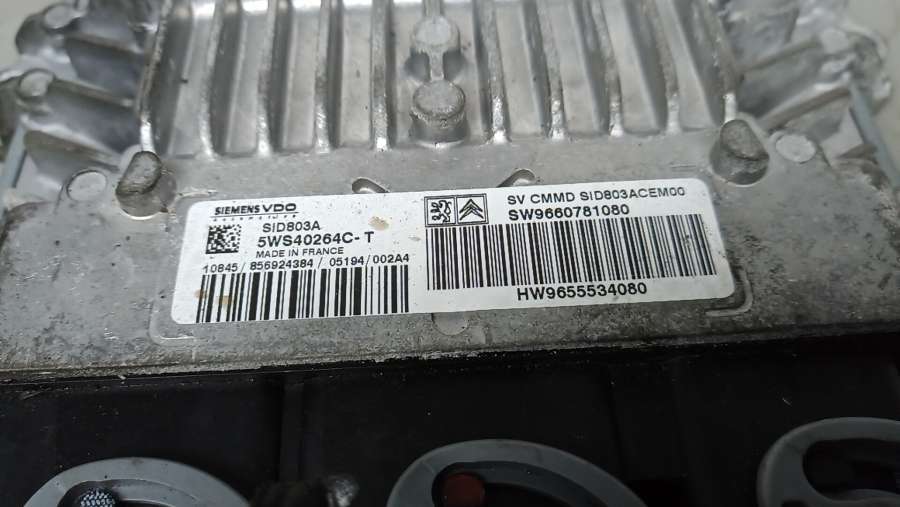 SIEMENS VDO
SID803A
5WS40264C-T
MADE IN FRANCE
10845/856924384/05194/002A4
SV CMMD SID803ACEM00
SW9660781080
HW9655534080